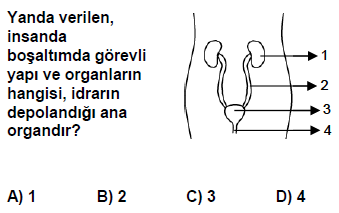 Yanda verilen,
insanda
boşaltımda görevli
yapı ve organların
hangisi, idrarın
depolandığı ana
organdır?
1
2
3
4
A) 1 B) 2 C) 3 D) 4